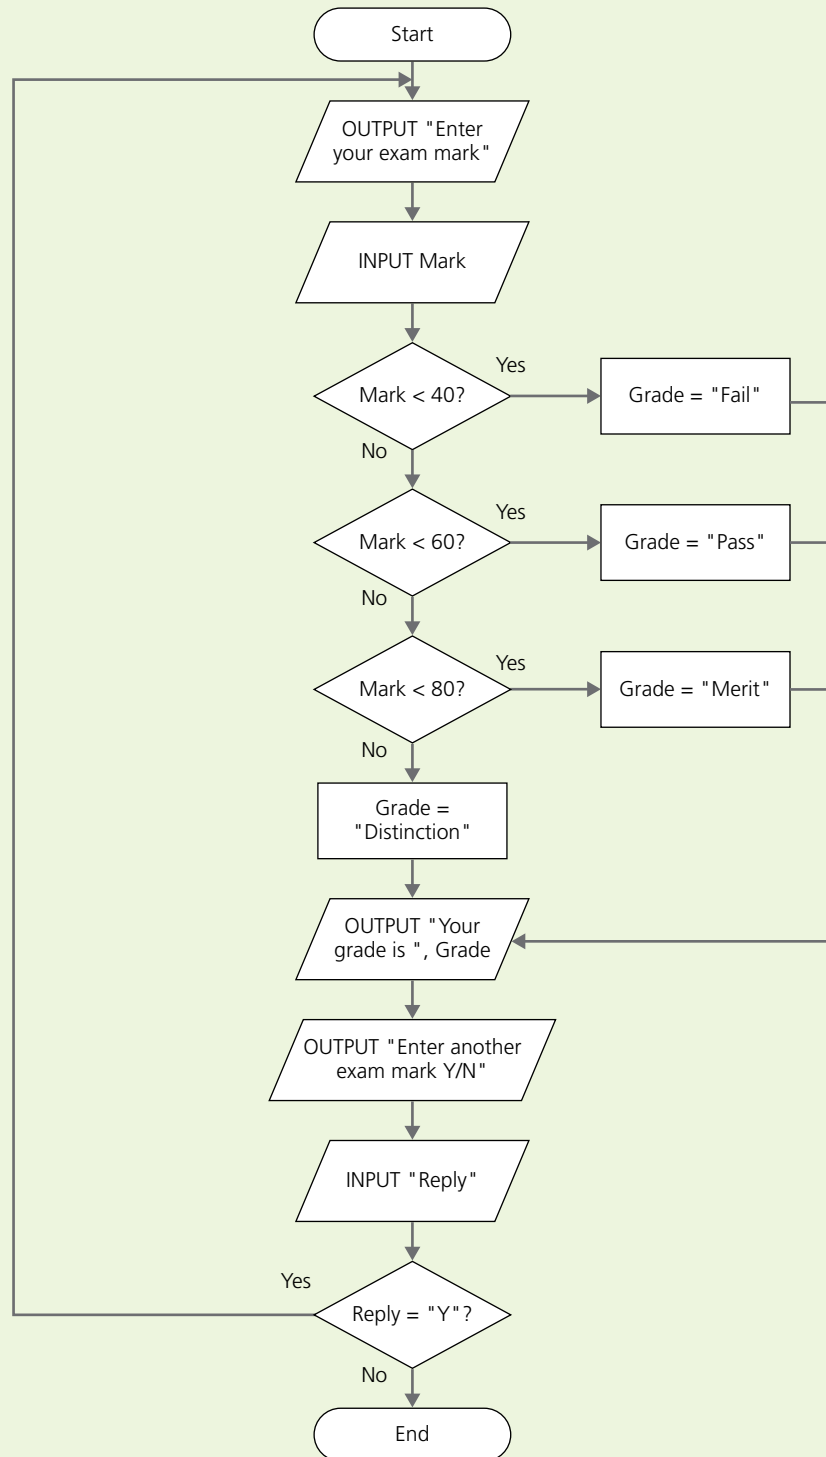 Start
OUTPUT "Enter
your exam mark"
INPUT Mark
Mark < 40?
Yes
Grade = "Fail"
No
Mark < 60?
Yes
Grade = "Pass"
No
Mark < 80?
Yes
Grade = "Merit"
No
Grade =
"Distinction"
OUTPUT "Your
grade is ", Grade
OUTPUT "Enter another
exam mark Y/N"
INPUT "Reply"
Yes
Reply = "Y"?
No
End